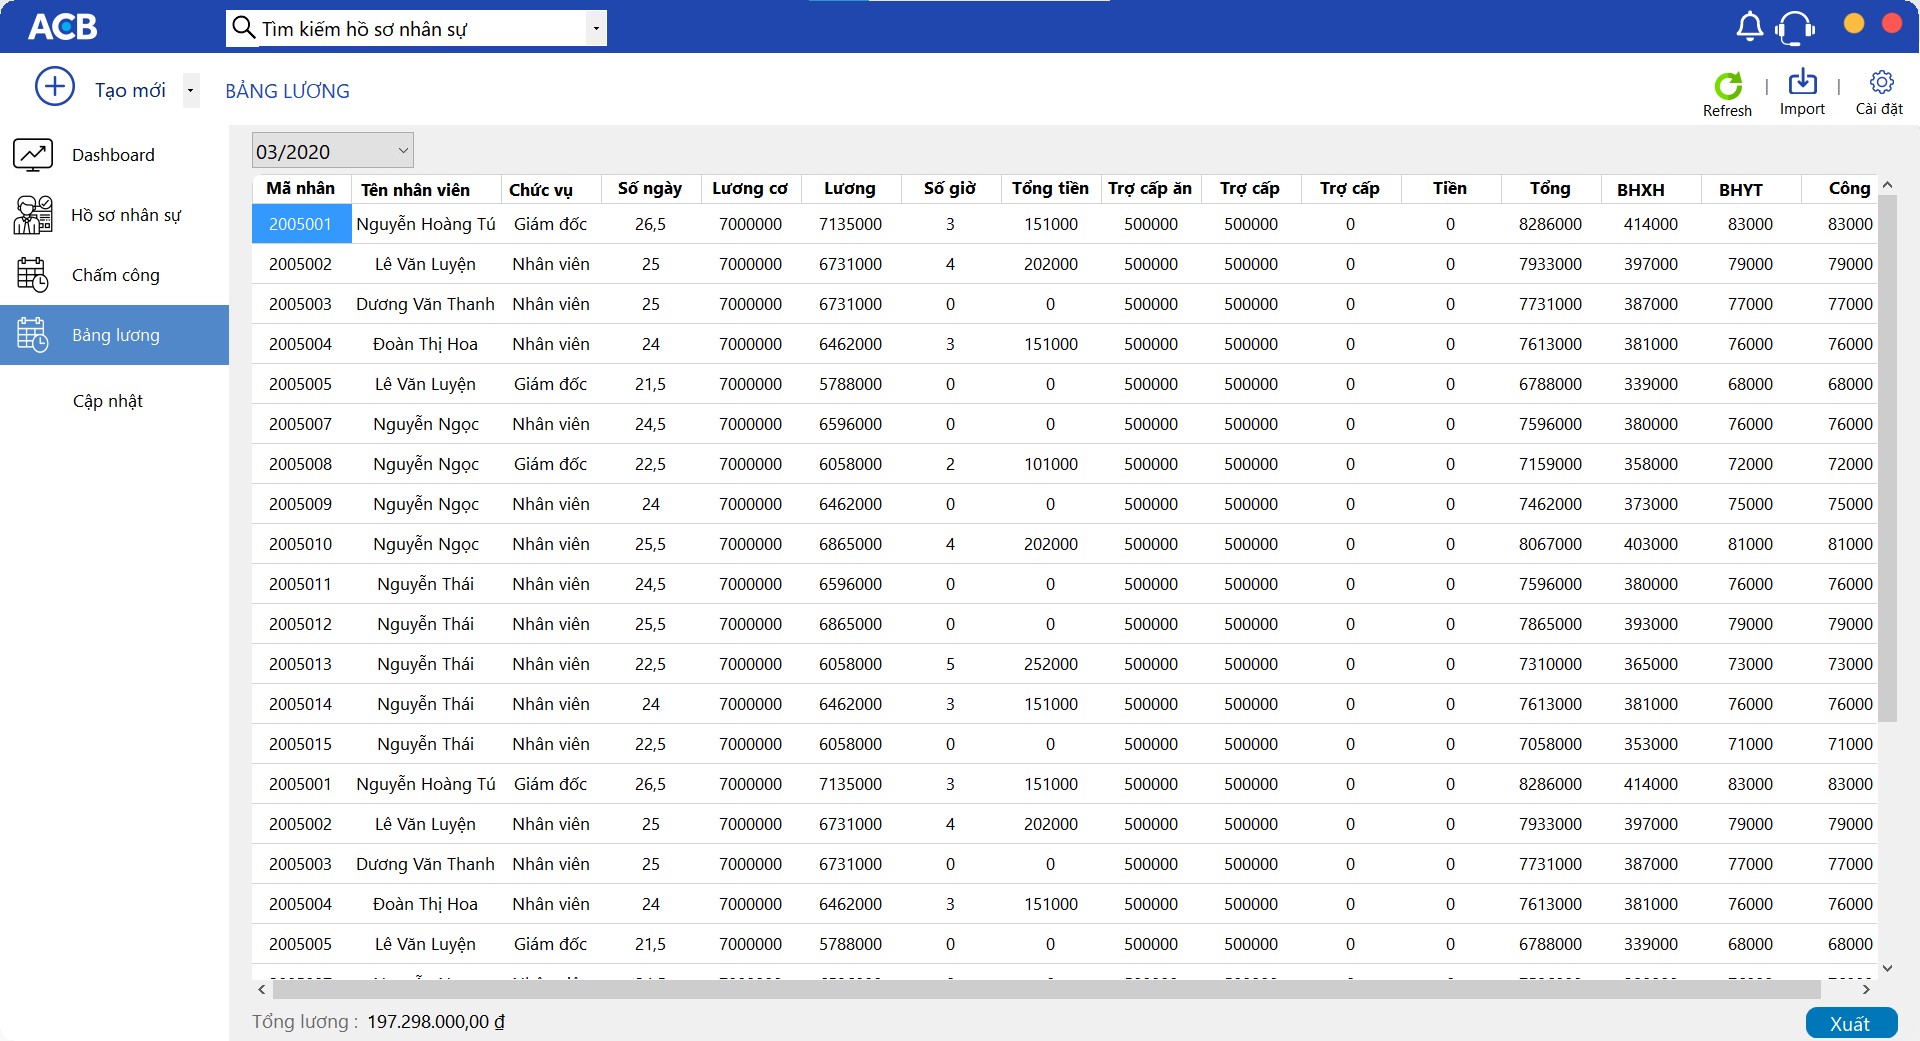 ACB
Tìm kiếm hồ sơ nhân sự
Tạo mới
BẢNG LƯƠNG
Refresh | Import | Cài đặt
Dashboard
Hồ sơ nhân sự
Chấm công
Bảng lương
Cập nhật
03/2020
Mã nhân Tên nhân viên Chức vụ Số ngày Lương cơ Lương Số giờ Tổng tiền Trợ cấp ăn Trợ cấp Trợ cấp Tiền Tổng BHXH BHYT Công
2005001 Nguyễn Hoàng Tú Giám đốc 26,5 7000000 7135000 3 151000 500000 500000 0 0 8286000 414000 83000 83000
2005002 Lê Văn Luyện Nhân viên 25 7000000 6731000 4 202000 500000 500000 0 0 7933000 397000 79000 79000
2005003 Dương Văn Thanh Nhân viên 25 7000000 6731000 0 0 500000 500000 0 0 7731000 387000 77000 77000
2005004 Đoàn Thị Hoa Nhân viên 24 7000000 6462000 3 151000 500000 500000 0 0 7613000 381000 76000 76000
2005005 Lê Văn Luyện Giám đốc 21,5 7000000 5788000 0 0 500000 500000 0 0 6788000 339000 68000 68000
2005007 Nguyễn Ngọc Nhân viên 24,5 7000000 6596000 0 0 500000 500000 0 0 7596000 380000 76000 76000
2005008 Nguyễn Ngọc Giám đốc 22,5 7000000 6058000 2 101000 500000 500000 0 0 7159000 358000 72000 72000
2005009 Nguyễn Ngọc Nhân viên 24 7000000 6462000 0 0 500000 500000 0 0 7462000 373000 75000 75000
2005010 Nguyễn Ngọc Nhân viên 25,5 7000000 6865000 4 202000 500000 500000 0 0 8067000 403000 81000 81000
2005011 Nguyễn Thái Nhân viên 24,5 7000000 6596000 0 0 500000 500000 0 0 7596000 380000 76000 76000
2005012 Nguyễn Thái Nhân viên 25,5 7000000 6865000 0 0 500000 500000 0 0 7865000 393000 79000 79000
2005013 Nguyễn Thái Nhân viên 22,5 7000000 6058000 5 252000 500000 500000 0 0 7310000 365000 73000 73000
2005014 Nguyễn Thái Nhân viên 24 7000000 6462000 3 151000 500000 500000 0 0 7613000 381000 76000 76000
2005015 Nguyễn Thái Nhân viên 22,5 7000000 6058000 0 0 500000 500000 0 0 7058000 353000 71000 71000
2005001 Nguyễn Hoàng Tú Giám đốc 26,5 7000000 7135000 3 151000 500000 500000 0 0 8286000 414000 83000 83000
2005002 Lê Văn Luyện Nhân viên 25 7000000 6731000 4 202000 500000 500000 0 0 7933000 397000 79000 79000
2005003 Dương Văn Thanh Nhân viên 25 7000000 6731000 0 0 500000 500000 0 0 7731000 387000 77000 77000
2005004 Đoàn Thị Hoa Nhân viên 24 7000000 6462000 3 151000 500000 500000 0 0 7613000 381000 76000 76000
2005005 Lê Văn Luyện Giám đốc 21,5 7000000 5788000 0 0 500000 500000 0 0 6788000 339000 68000 68000
Tổng lương : 197.298.000,00 ₫
Xuất